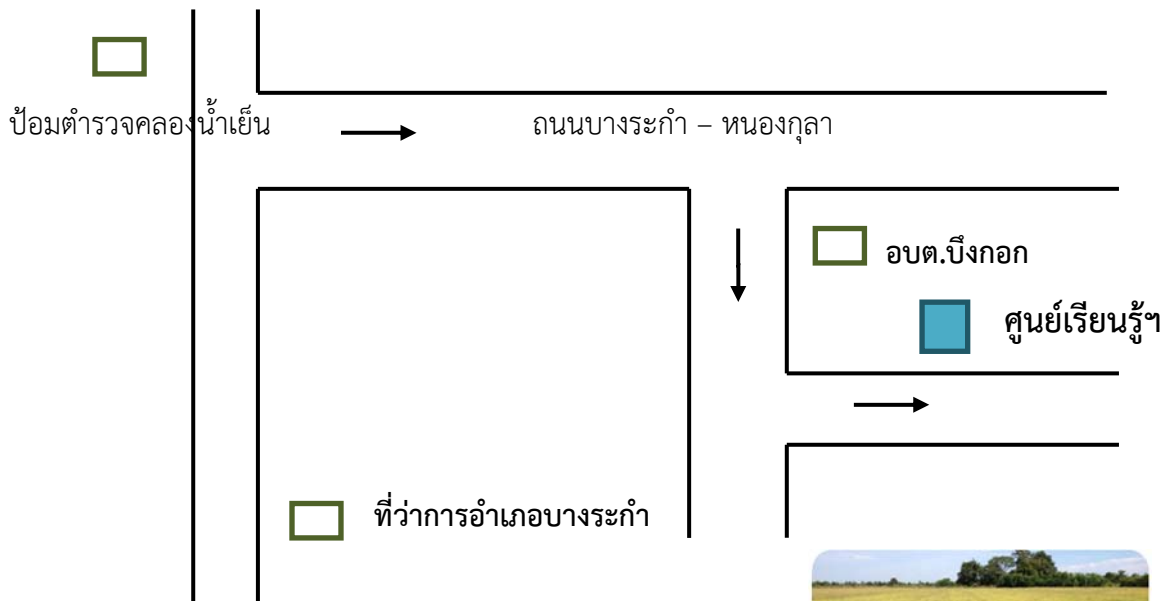 ป้อมตำรวจคลองน้ำเย็น
ถนนบางระกำ – หนองกุลา
อบต.บึงกอก
ศูนย์เรียนรู้ฯ
ที่ว่าการอำเภอบางระกำ